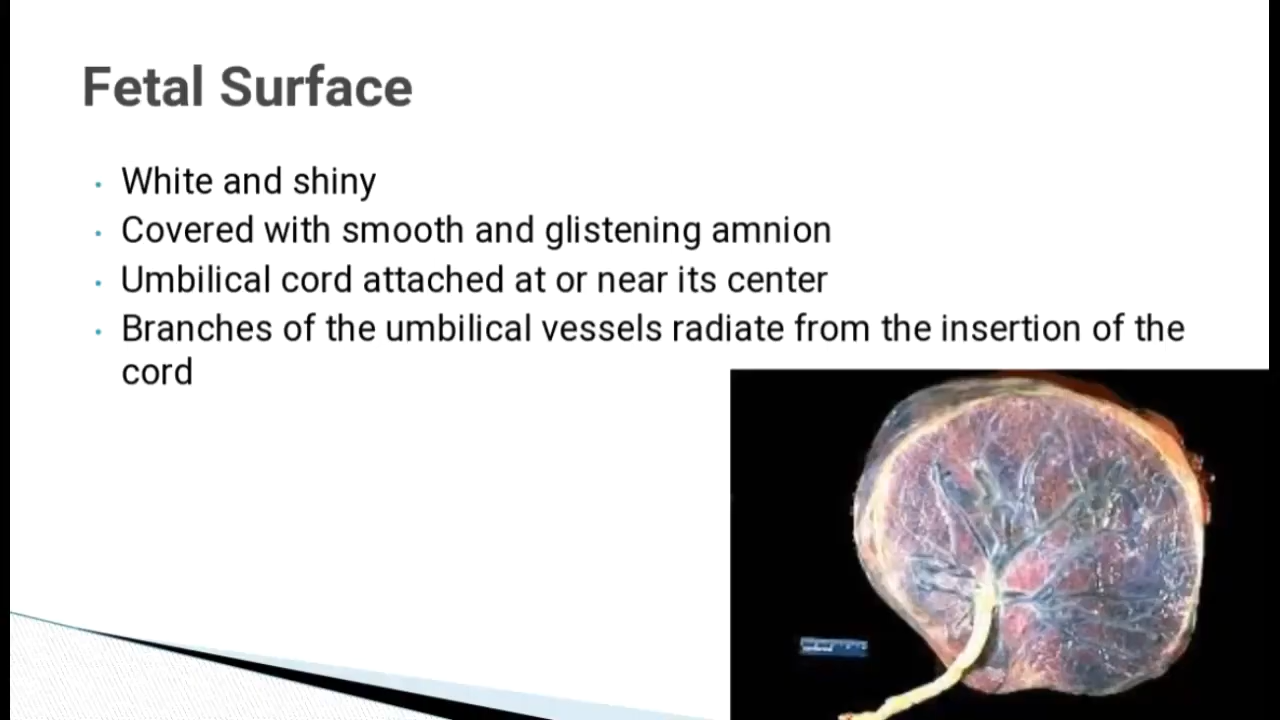 Fetal Surface
• White and shiny
• Covered with smooth and glistening amnion
• Umbilical cord attached at or near its center
• Branches of the umbilical vessels radiate from the insertion of the
cord